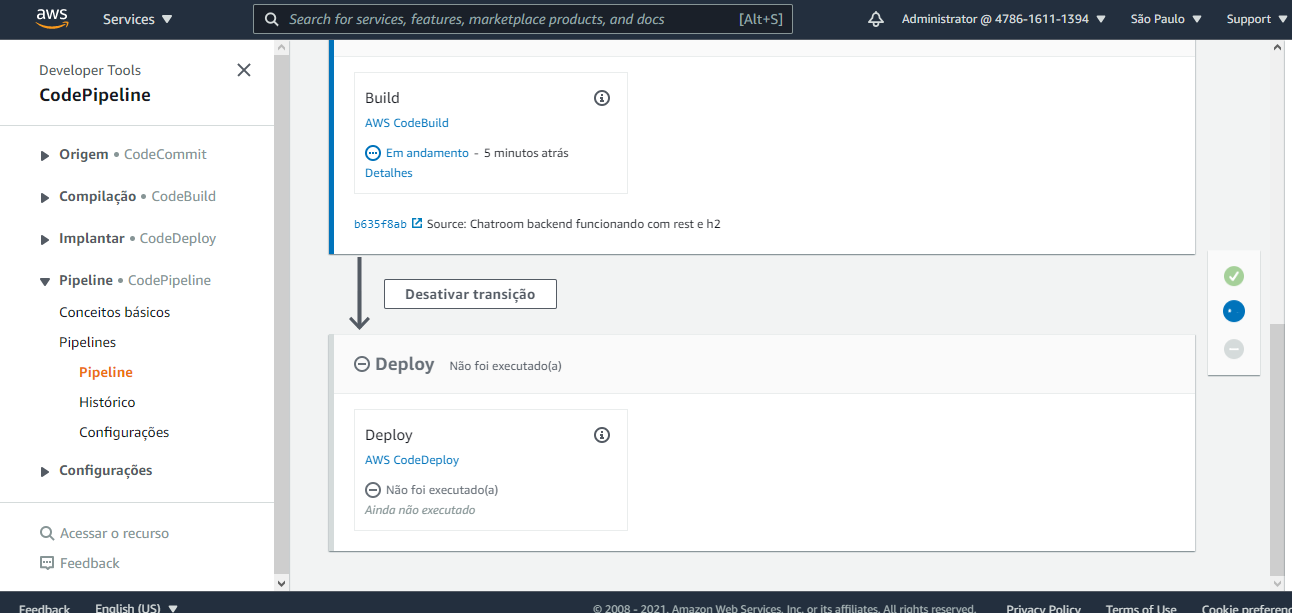 aws Services Search for services, features, marketplace products, and docs [Alt+S] Administrator @ 4786-1611-1394 São Paulo Support
Developer Tools
CodePipeline
Origem • CodeCommit
Compilação • CodeBuild
Implantar • CodeDeploy
Pipeline • CodePipeline
Conceitos básicos
Pipelines
Pipeline
Histórico
Configurações
Configurações
Acessar o recurso
Feedback
Build
AWS CodeBuild
Em andamento - 5 minutos atrás
Detalhes
b635f8ab Source: Chatroom backend funcionando com rest e h2
Desativar transição
Deploy Não foi executado(a)
Deploy
AWS CodeDeploy
Não foi executado(a)
Ainda não executado
Feedback English (US) © 2008 - 2021, Amazon Web Services, Inc. or its affiliates. All rights reserved. Privacy Policy Terms of Use Cookie preferenc